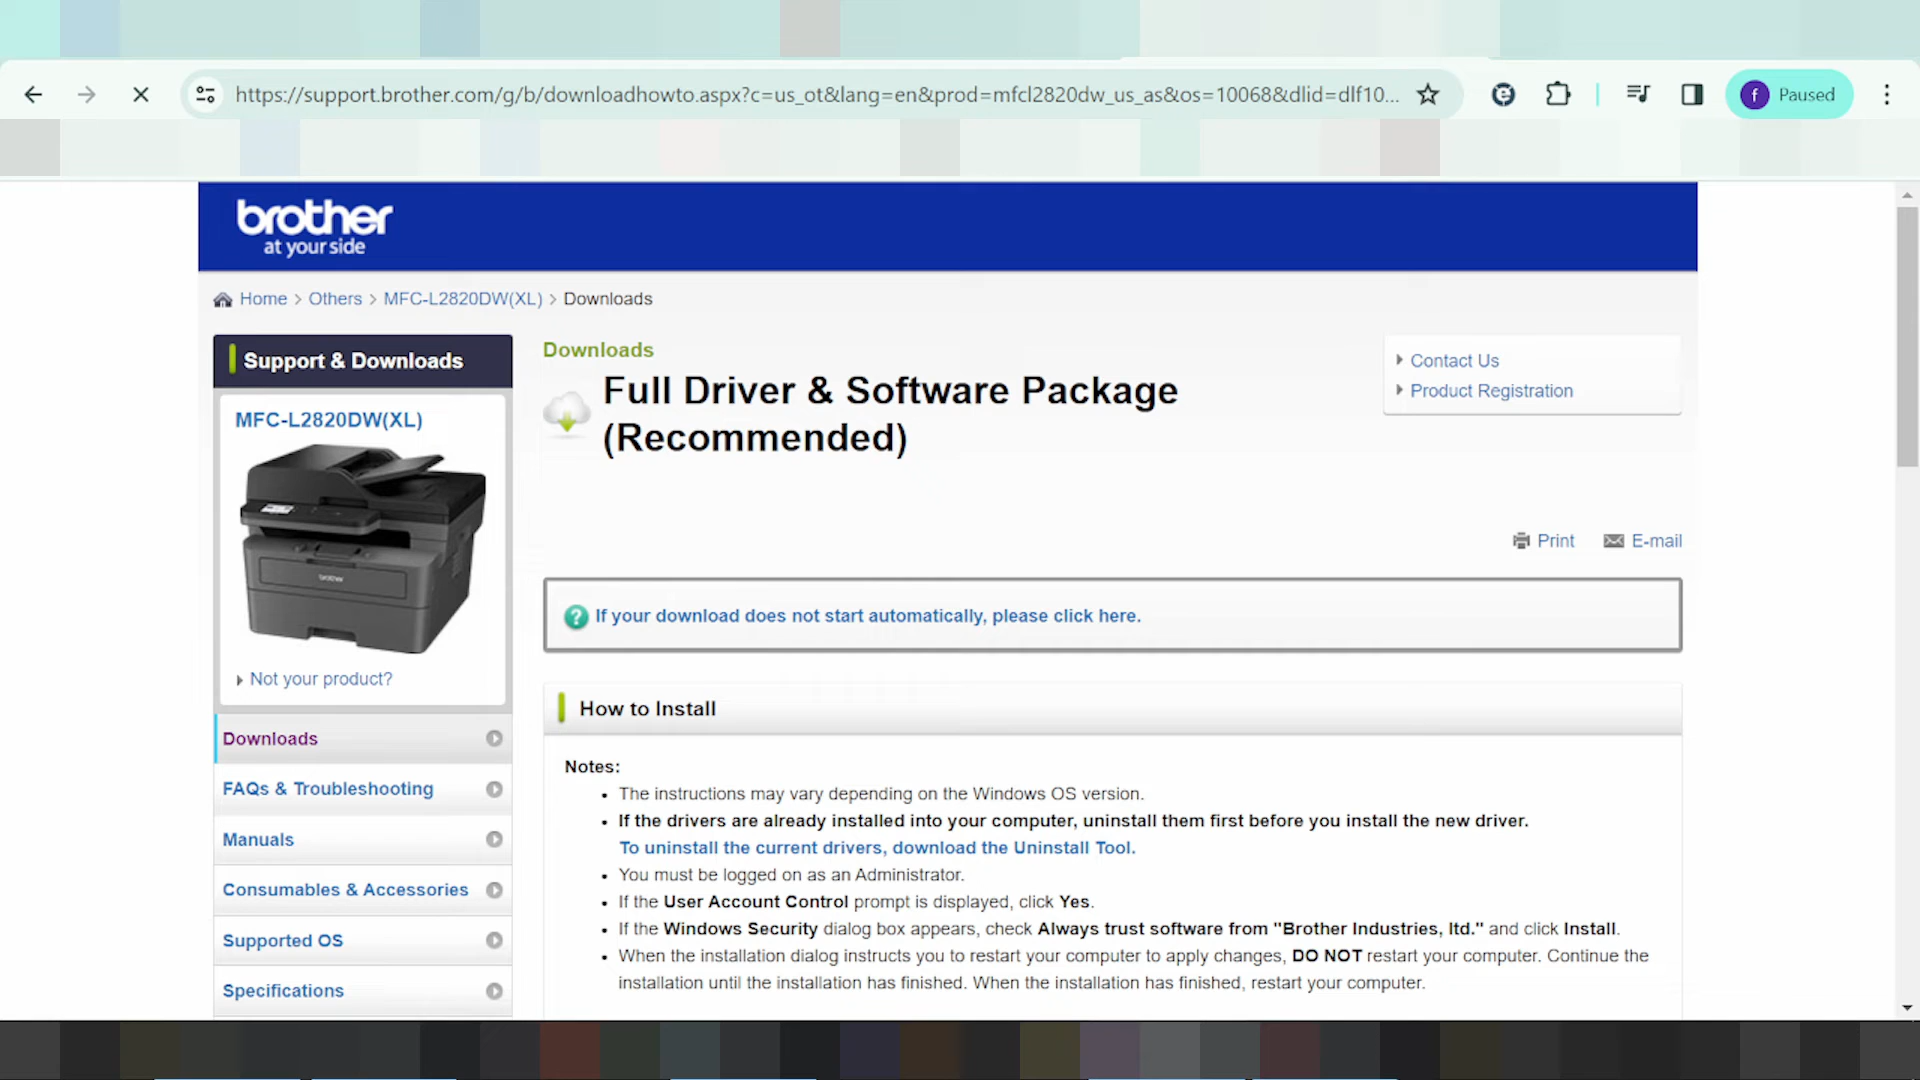 https://support.brother.com/g/b/downloadhowto.aspx?c=us_ot&lang=en&prod=mfcl2820dw_us_as&os=10068&dlid=dlf10...
f Paused
brother
at your side
Home > Others > MFC-L2820DW(XL) > Downloads
Support & Downloads
MFC-L2820DW(XL)
brother
Not your product?
Downloads
FAQs & Troubleshooting
Manuals
Consumables & Accessories
Supported OS
Specifications
Downloads
Full Driver & Software Package
(Recommended)
Contact Us
Product Registration
Print
E-mail
? If your download does not start automatically, please click here.
How to Install
Notes:
• The instructions may vary depending on the Windows OS version.
• If the drivers are already installed into your computer, uninstall them first before you install the new driver.
To uninstall the current drivers, download the Uninstall Tool.
• You must be logged on as an Administrator.
• If the User Account Control prompt is displayed, click Yes.
• If the Windows Security dialog box appears, check Always trust software from "Brother Industries, ltd." and click Install.
• When the installation dialog instructs you to restart your computer to apply changes, DO NOT restart your computer. Continue the
installation until the installation has finished. When the installation has finished, restart your computer.